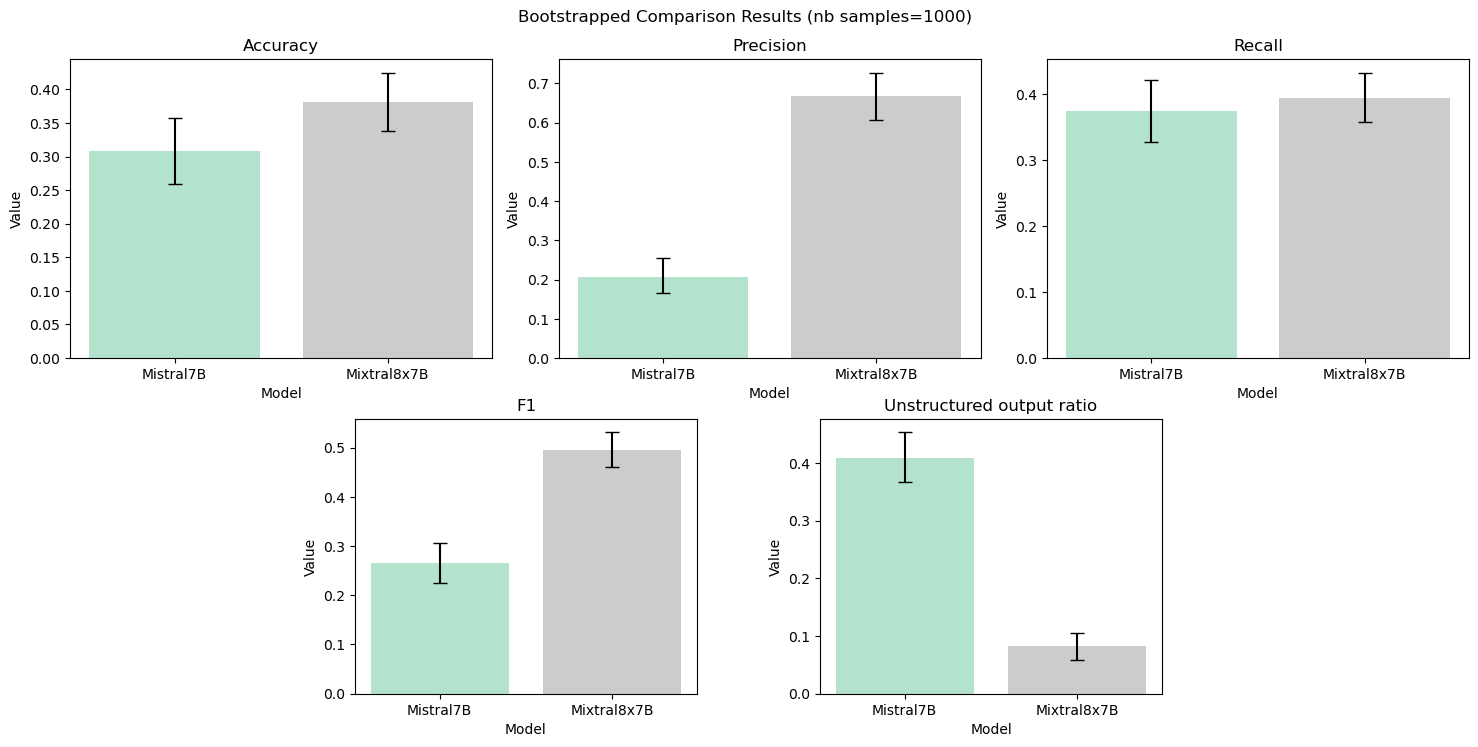 Bootstrapped Comparison Results (nb samples=1000)
Accuracy
Value
0.40
0.35
0.30
0.25
0.20
0.15
0.10
0.05
0.00
Mistral7B
Mixtral8x7B
Model
Precision
Value
0.7
0.6
0.5
0.4
0.3
0.2
0.1
0.0
Mistral7B
Mixtral8x7B
Model
Recall
Value
0.4
0.3
0.2
0.1
0.0
Mistral7B
Mixtral8x7B
Model
F1
Value
0.5
0.4
0.3
0.2
0.1
0.0
Mistral7B
Mixtral8x7B
Model
Unstructured output ratio
Value
0.4
0.3
0.2
0.1
0.0
Mistral7B
Mixtral8x7B
Model